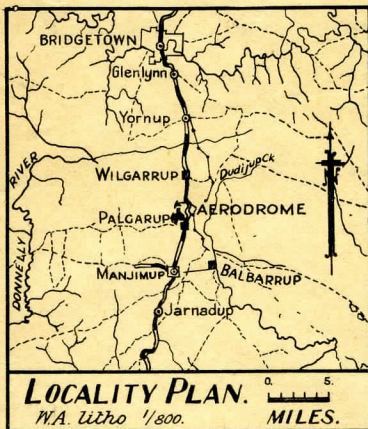 BRIDGETOWN
Glenlynn
Yornup
RIVER
WILGARRUP
Dudijup Ck
AERODROME
PALGARUP
DONNELLY
MANJIMUP
BALBARRUP
Jarnadup
LOCALITY PLAN.
W.A. litho 1/800.
0. 5.
MILES.